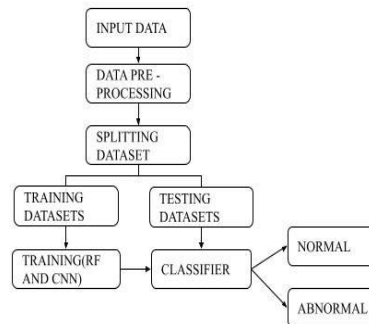 INPUT DATA
DATA PRE -
PROCESSING
SPLITTING
DATASET
TRAINING
DATASETS
TESTING
DATASETS
TRAINING(RF
AND CNN)
CLASSIFIER
NORMAL
ABNORMAL